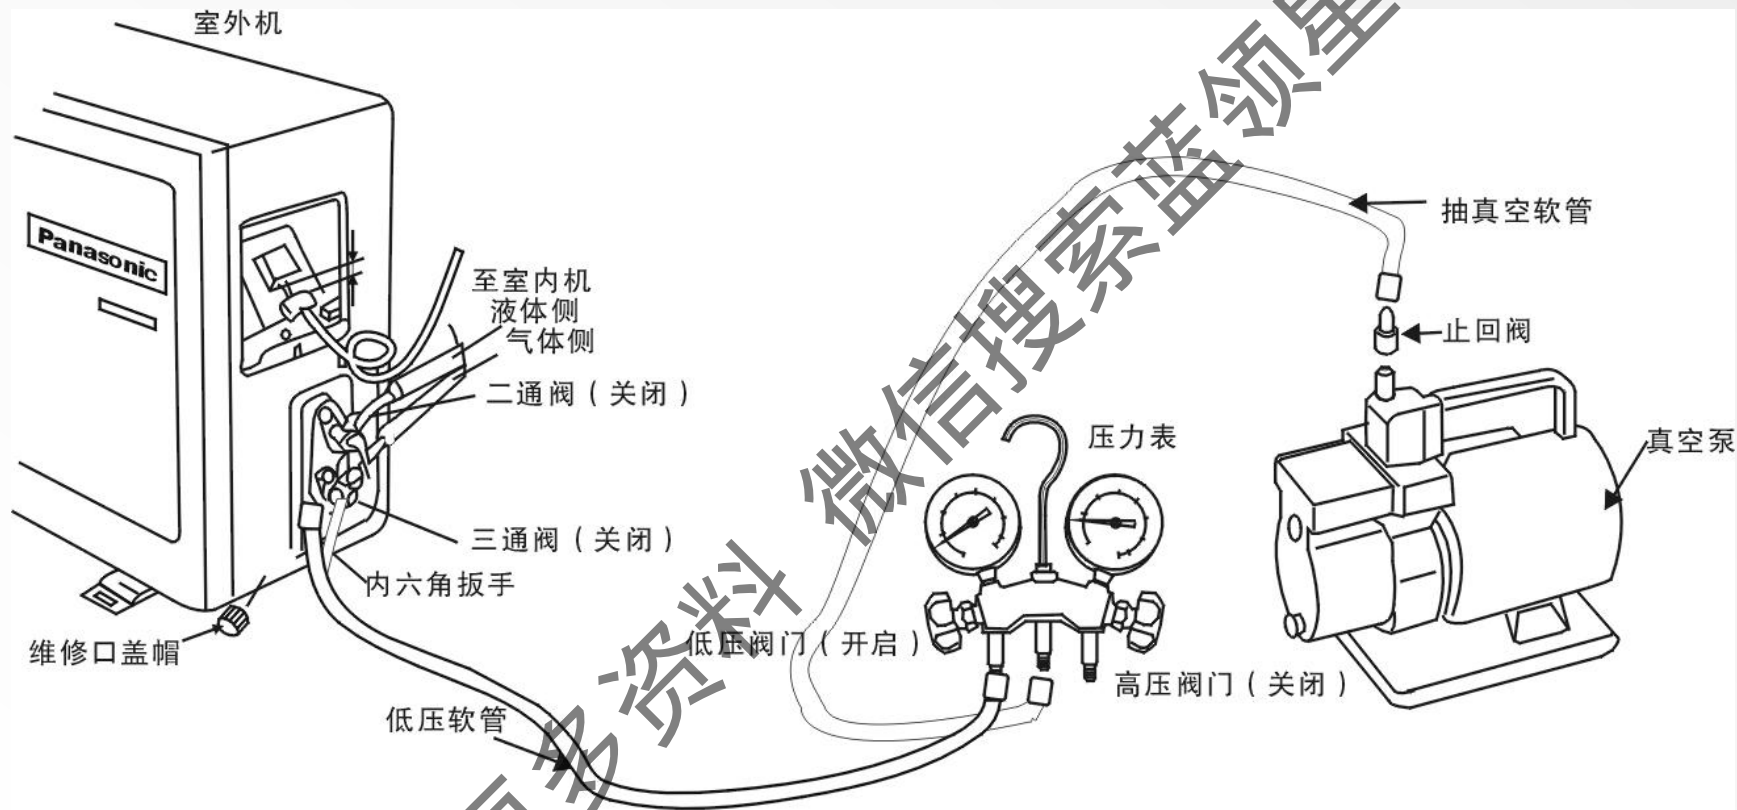 室外机
Panasonic
至室内机
液体侧
气体侧
二通阀（关闭）
三通阀（关闭）
内六角扳手
维修口盖帽
低压软管
低压阀门（开启）
高压阀门（关闭）
压力表
抽真空软管
止回阀
真空泵
多资料 微信搜索蓝领星